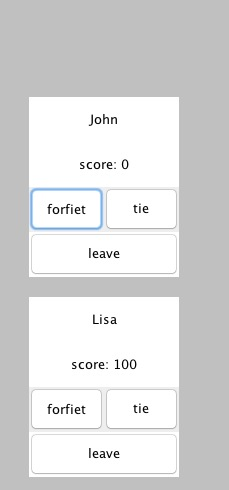 John
score: 0
forfiet tie
leave
Lisa
score: 100
forfiet tie
leave